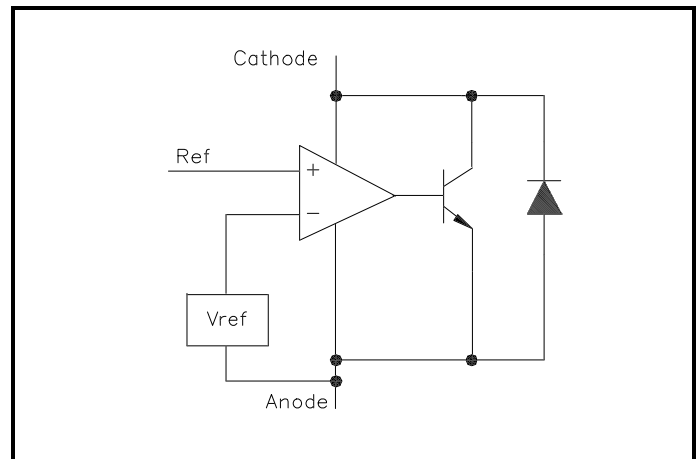 Cathode
Ref
+
−
Vref
Anode